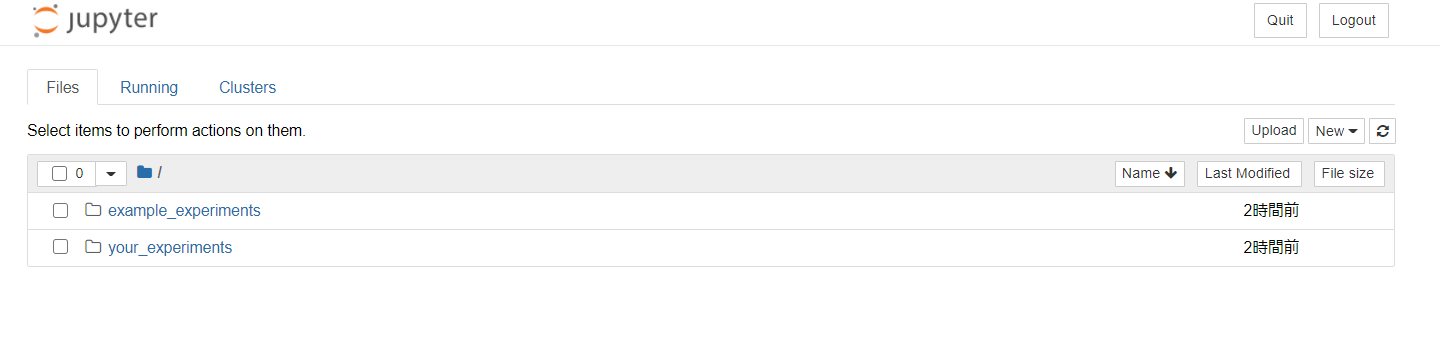 jupyter
Quit Logout
Files Running Clusters
Select items to perform actions on them.
Upload New
0 / Name Last Modified File size
example_experiments 2時間前
your_experiments 2時間前